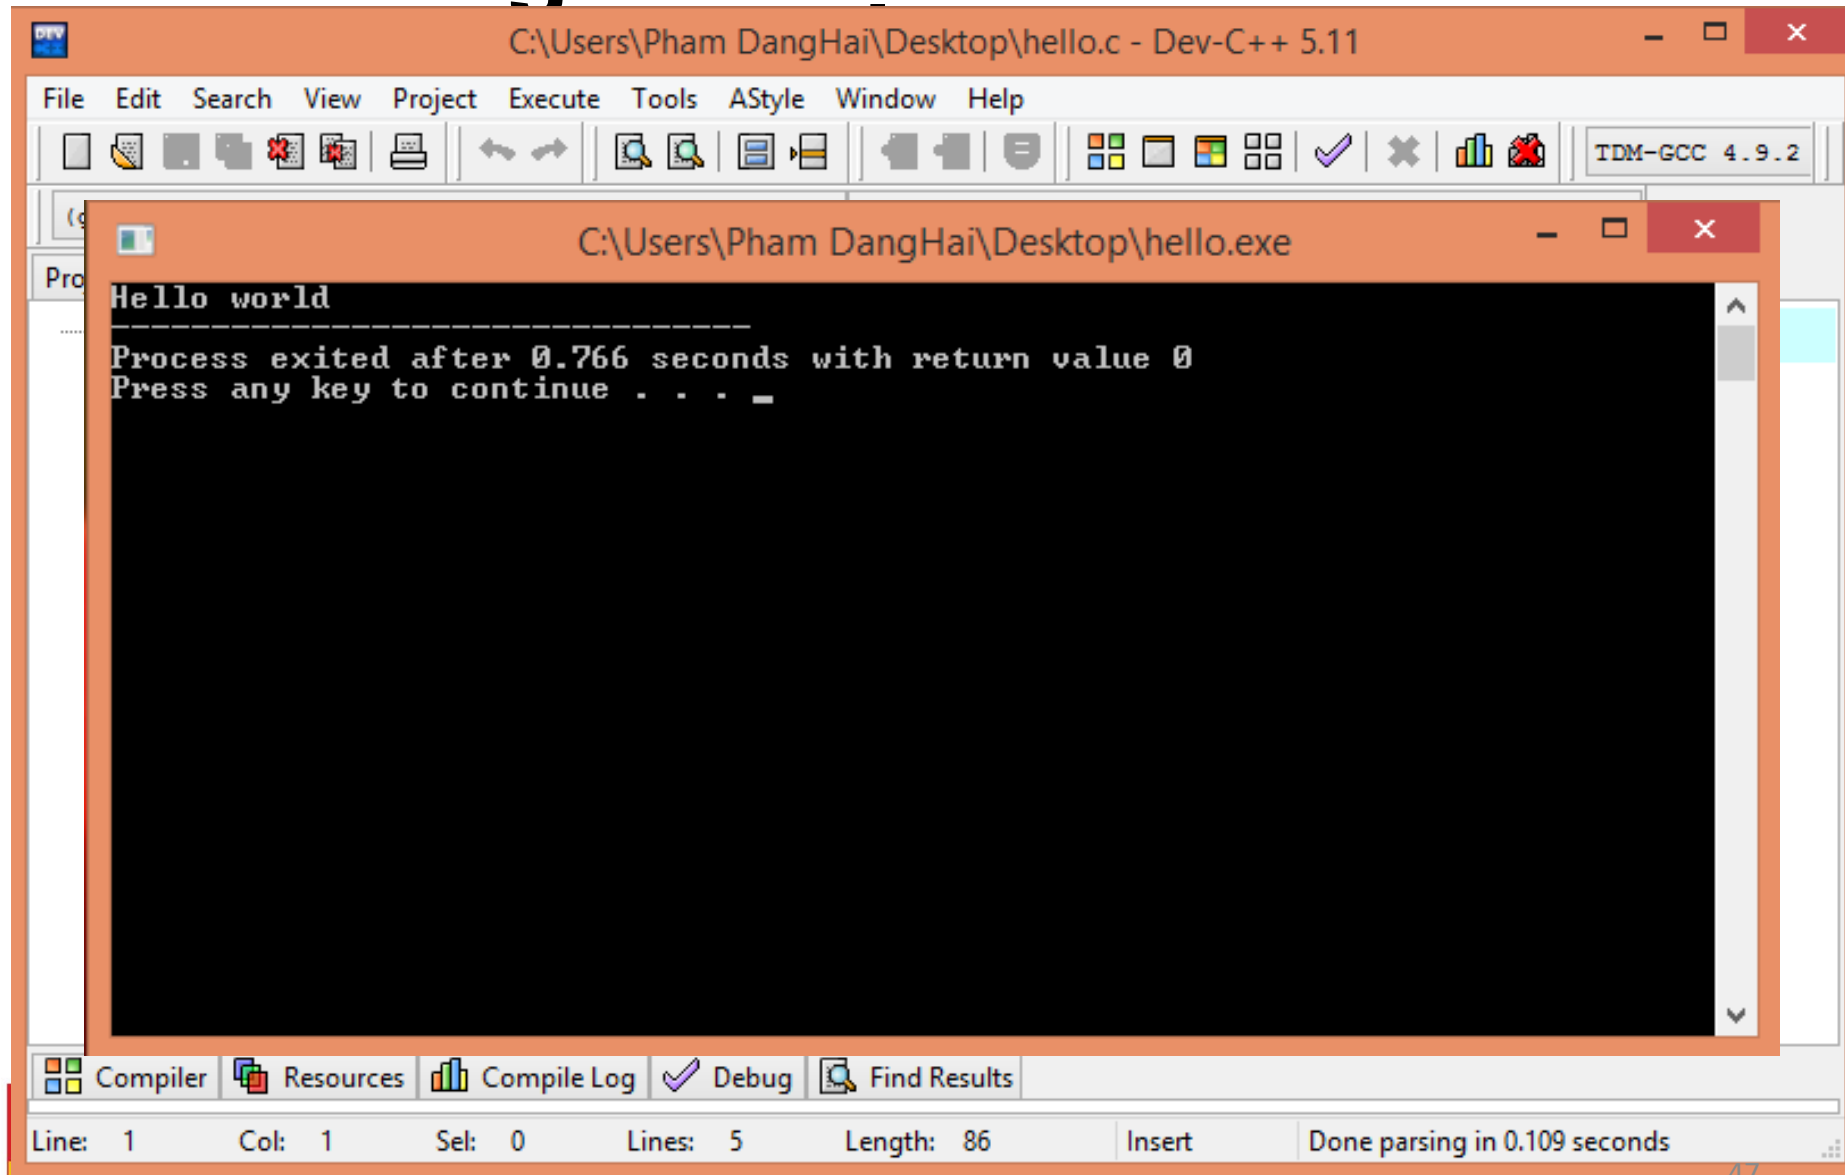 C:\Users\Pham DangHai\Desktop\hello.c - Dev-C++ 5.11
File Edit Search View Project Execute Tools AStyle Window Help
TDM-GCC 4.9.2
C:\Users\Pham DangHai\Desktop\hello.exe
Hello world
--------------------------------
Process exited after 0.766 seconds with return value 0
Press any key to continue . . . _
Compiler Resources Compile Log Debug Find Results
Line: 1 Col: 1 Sel: 0 Lines: 5 Length: 86 Insert Done parsing in 0.109 seconds